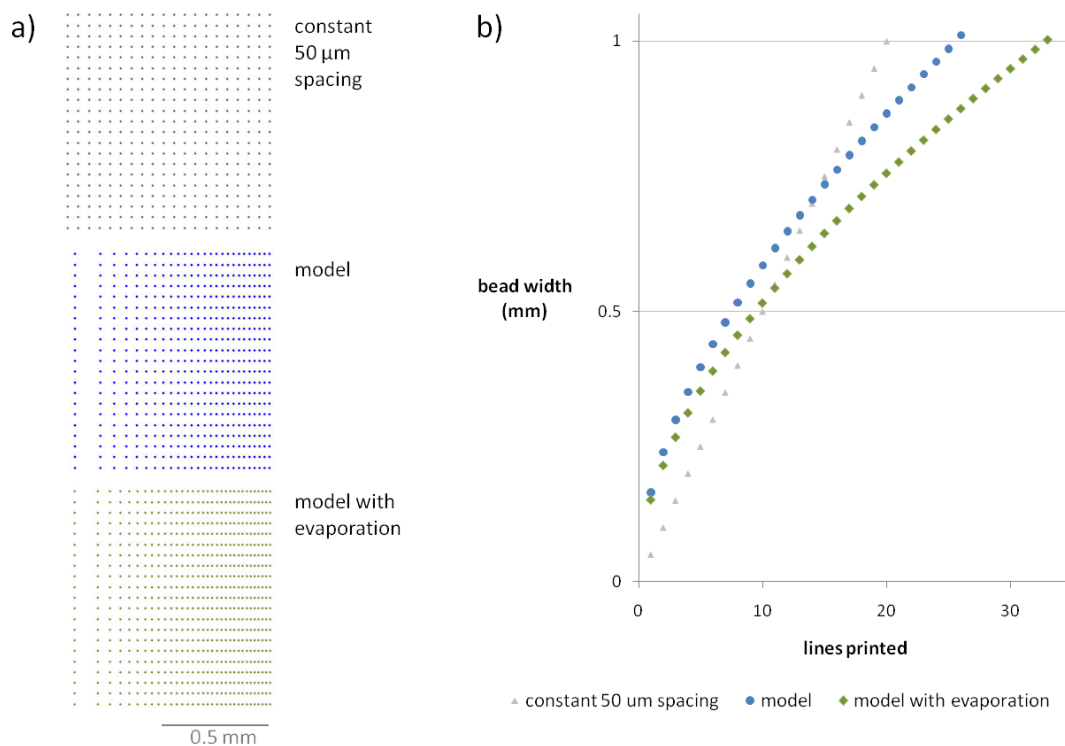 a)
constant
50 µm
spacing
model
model with
evaporation
0.5 mm
b)
1
bead width
(mm)
0.5
0
0
10
20
30
lines printed
constant 50 um spacing
model
model with evaporation